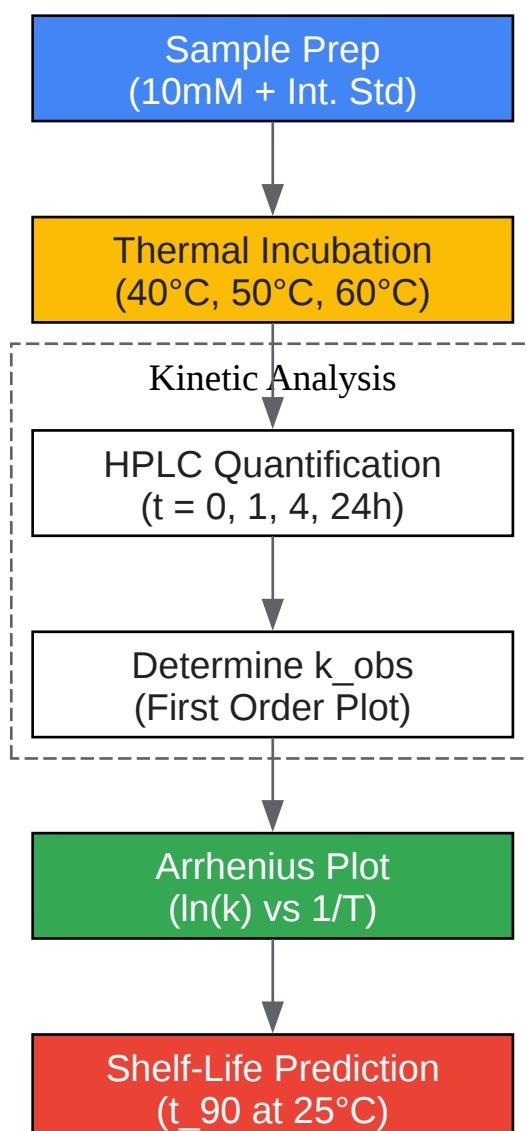 Sample Prep
(10mM + Int. Std)
Thermal Incubation
(40°C, 50°C, 60°C)
Kinetic Analysis
HPLC Quantification
(t = 0, 1, 4, 24h)
Determine k_obs
(First Order Plot)
Arrhenius Plot
(ln(k) vs 1/T)
Shelf-Life Prediction
(t_90 at 25°C)